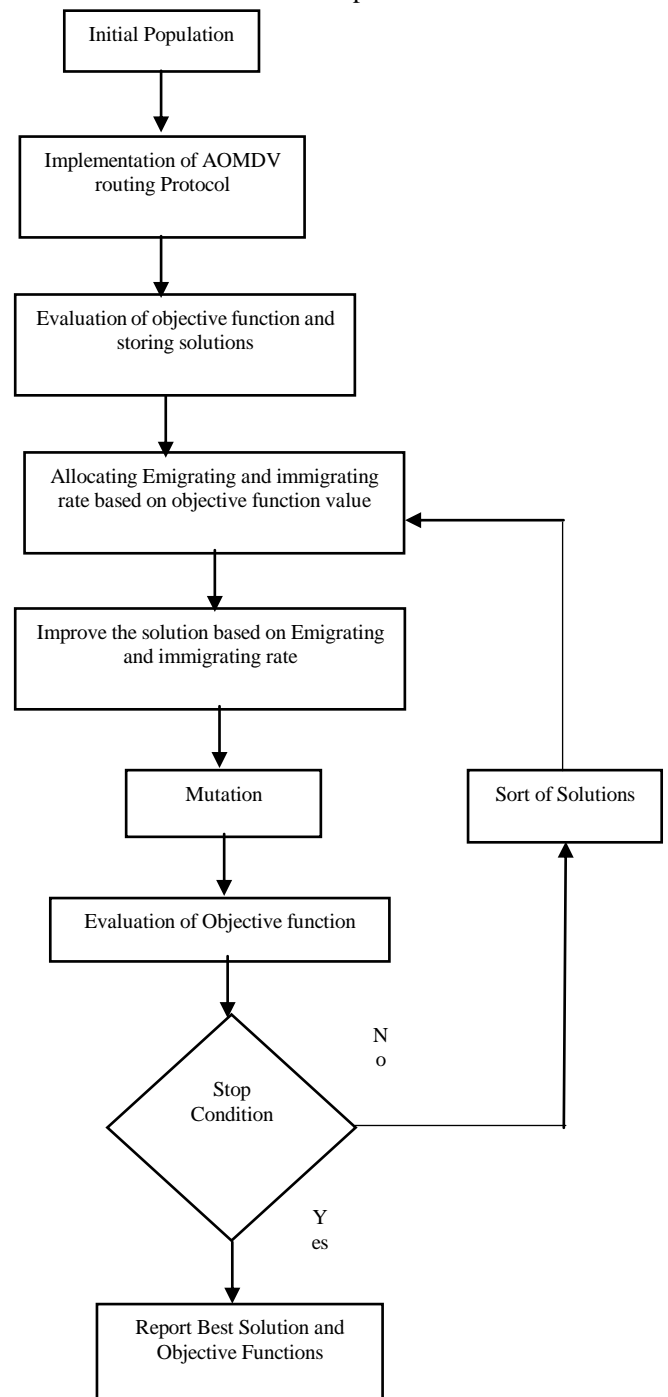 Initial Population
Implementation of AOMDV
routing Protocol
Evaluation of objective function and
storing solutions
Allocating Emigrating and immigrating
rate based on objective function value
Improve the solution based on Emigrating
and immigrating rate
Mutation
Sort of Solutions
Evaluation of Objective function
N
o
Stop
Condition
Y
es
Report Best Solution and
Objective Functions